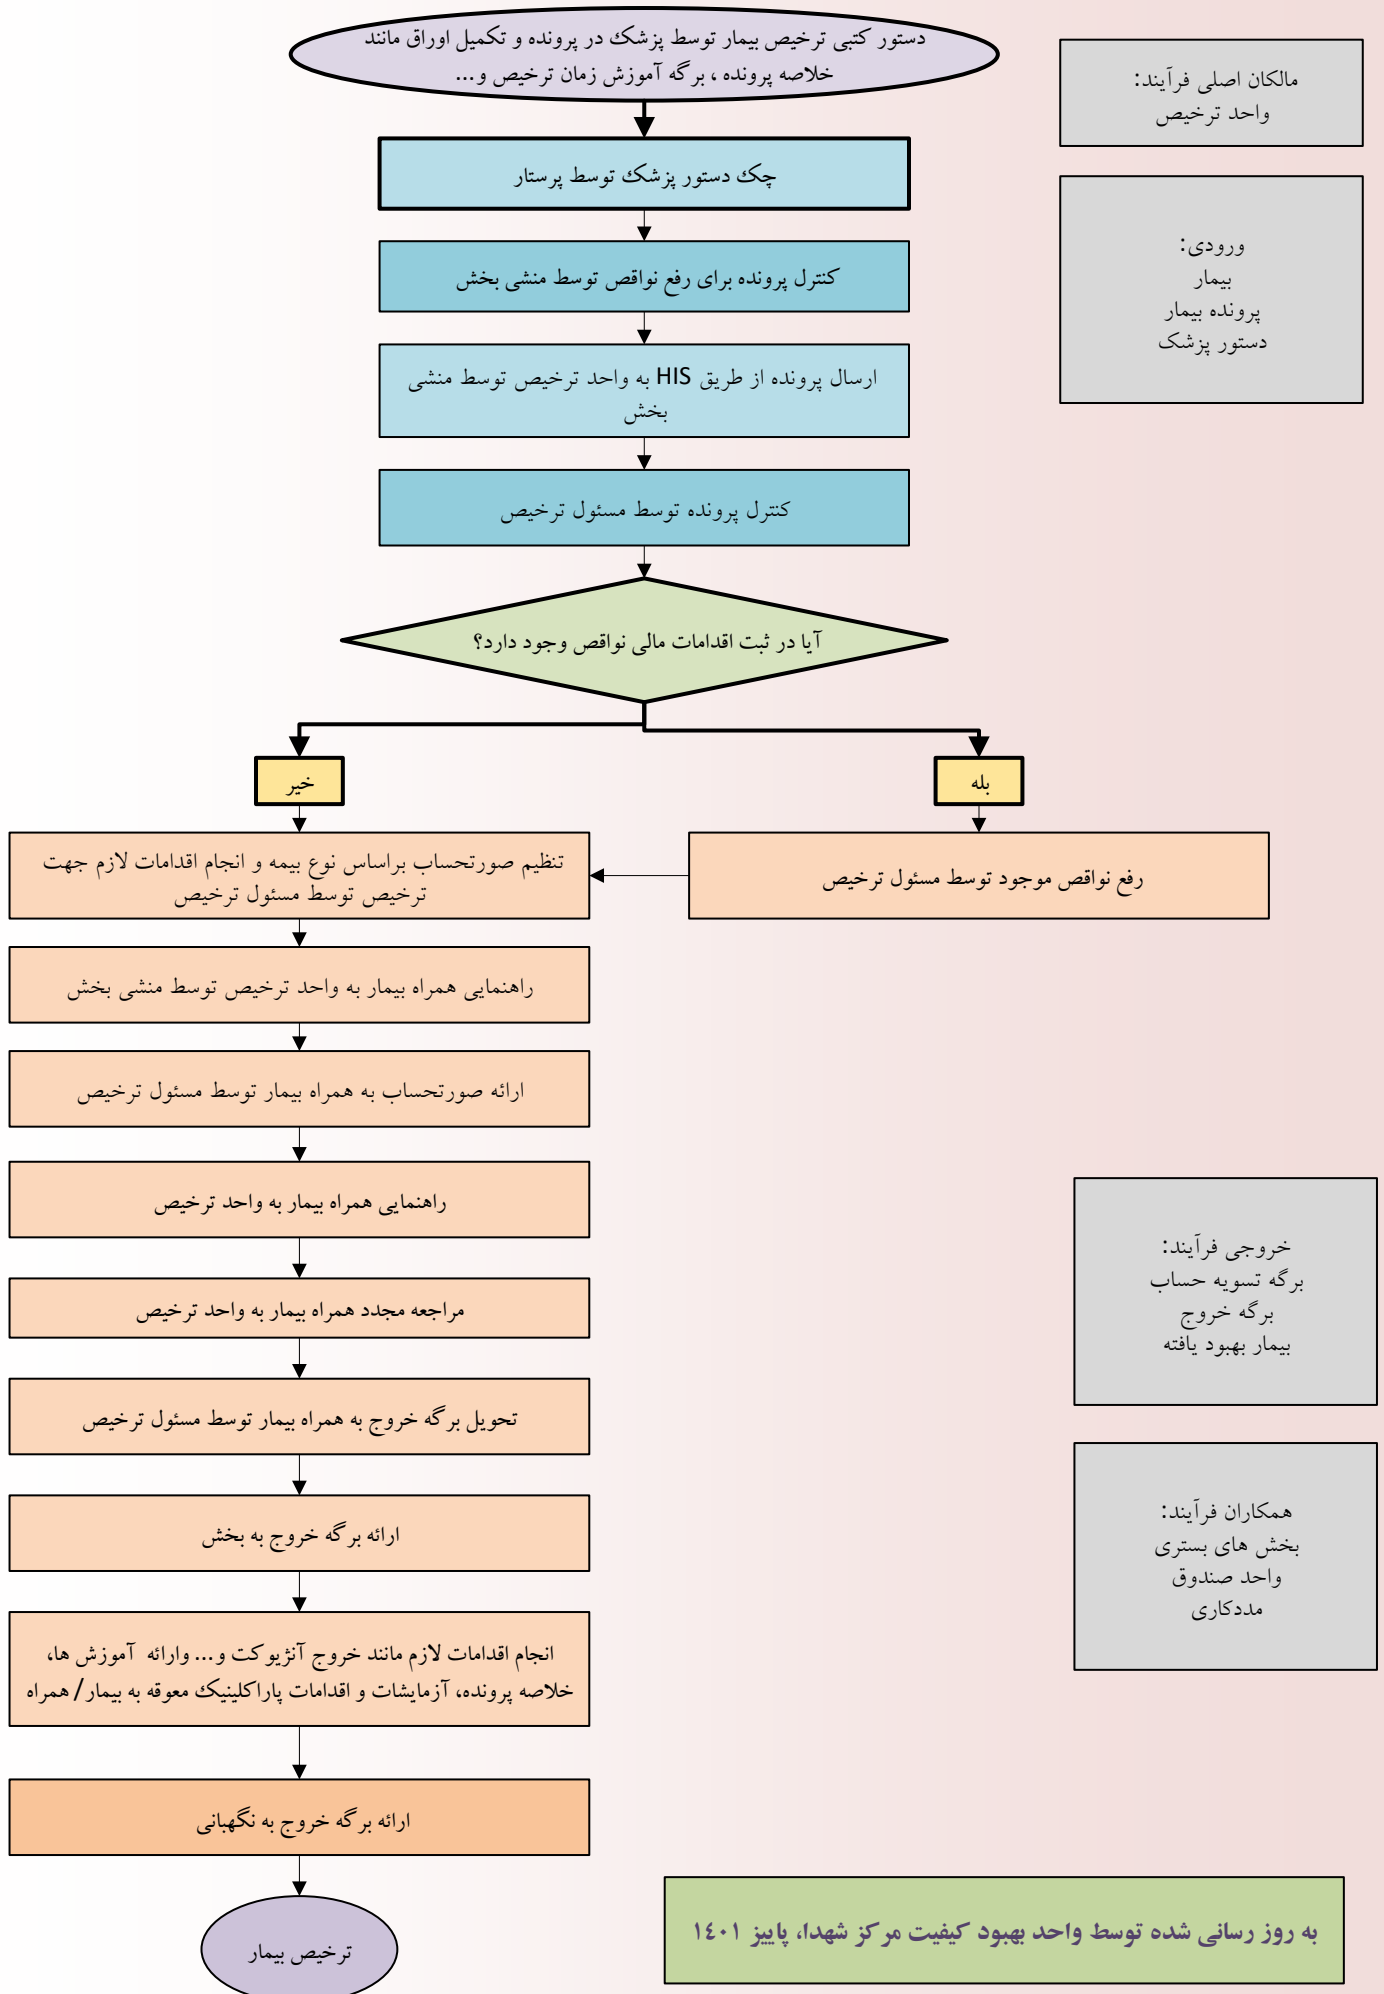 دستور کتبی ترخیص بیمار توسط پزشک در پرونده و تکمیل اوراق مانند
خلاصه پرونده ، برگه آموزش زمان ترخیص و...
مالکان اصلی فرآیند:
واحد ترخیص
چک دستور پزشک توسط پرستار
ورودی:
بیمار
پرونده بیمار
دستور پزشک
کنترل پرونده برای رفع نواقص توسط منشی بخش
ارسال پرونده از طریق HIS به واحد ترخیص توسط منشی
بخش
کنترل پرونده توسط مسئول ترخیص
آیا در ثبت اقدامات مالی نواقص وجود دارد؟
بله
خیر
رفع نواقص موجود توسط مسئول ترخیص
تنظیم صورتحساب براساس نوع بیمه و انجام اقدامات لازم جهت
ترخیص توسط مسئول ترخیص
راهنمایی همراه بیمار به واحد ترخیص توسط منشی بخش
ارائه صورتحساب به همراه بیمار توسط مسئول ترخیص
راهنمایی همراه بیمار به واحد ترخیص
مراجعه مجدد همراه بیمار به واحد ترخیص
تحویل برگه خروج به همراه بیمار توسط مسئول ترخیص
خروجی فرآیند:
برگه تسویه حساب
برگه خروج
بیمار بهبود یافته
ارائه برگه خروج به بخش
همکاران فرآیند:
بخش های بستری
واحد صندوق
مددکاری
انجام اقدامات لازم مانند خروج آنژیوکت و... وارائه آموزش ها،
خلاصه پرونده، آزمایشات و اقدامات پاراکلینیک معوقه به بیمار/ همراه
ارائه برگه خروج به نگهبانی
ترخیص بیمار
به روز رسانی شده توسط واحد بهبود کیفیت مرکز شهدا، پاییز ۱٤۰۱